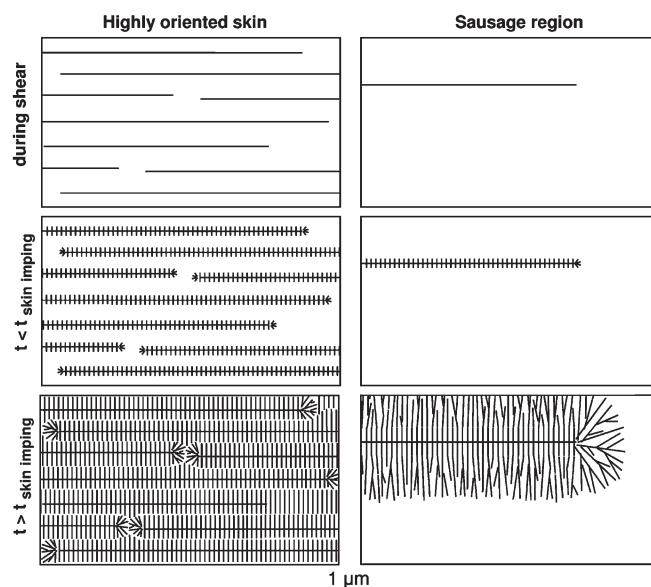 Highly oriented skin
Sausage region
during shear
t < t skin imping
t > t skin imping
1 µm